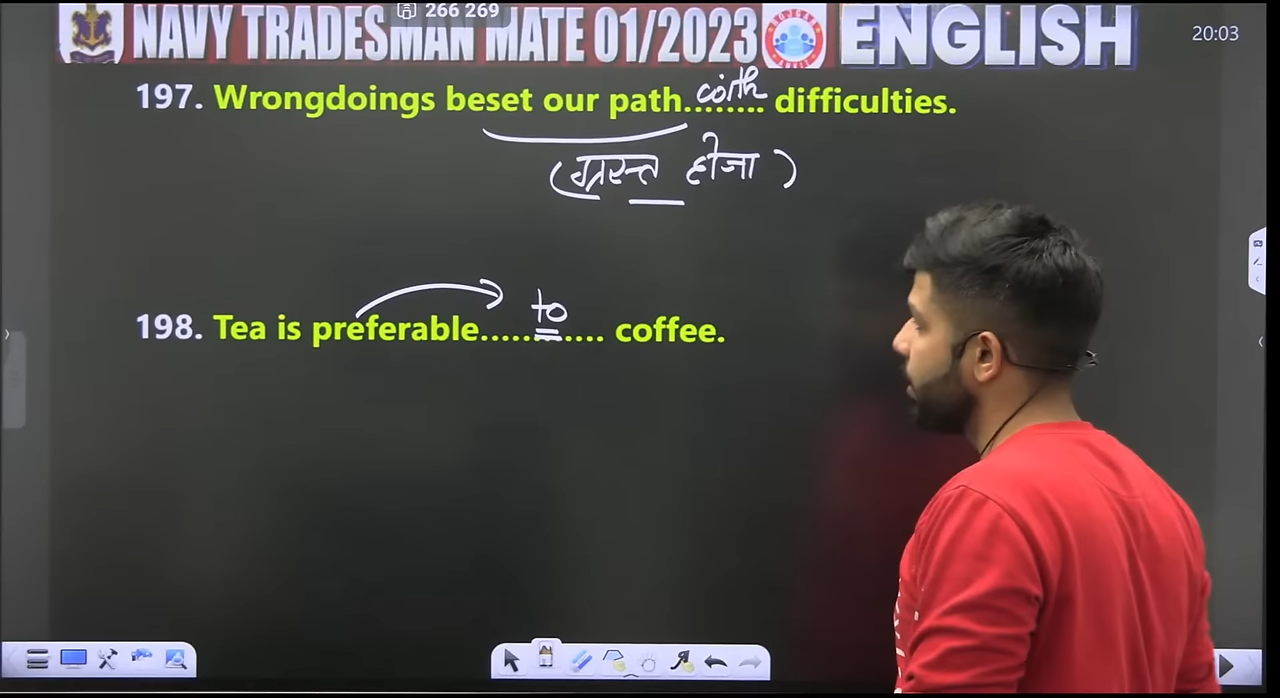 266 269
NAVY TRADESMAN MATE 01/2023 ENGLISH
20:03
197. Wrongdoings beset our path........ difficulties.
with
(ग्रस्त होजा)
198. Tea is preferable............ coffee.
to